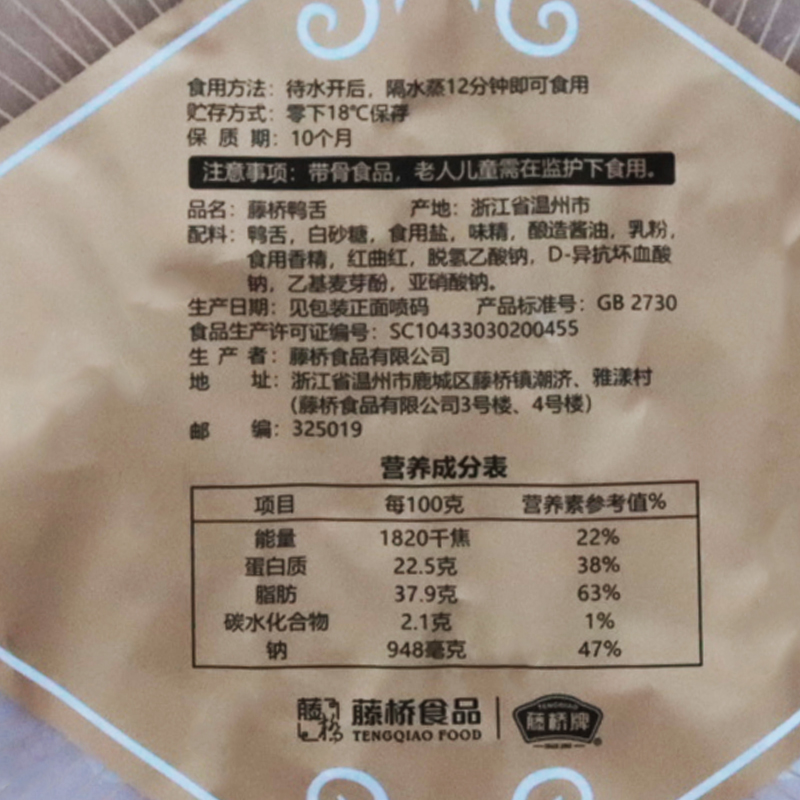 食用方法：待水开后，隔水蒸12分钟即可食用
贮存方式：零下18℃保存
保 质 期：10个月
注意事项：带骨食品，老人儿童需在监护下食用。
品名：藤桥鸭舌 产地：浙江省温州市
配料：鸭舌，白砂糖，食用盐，味精，酿造酱油，乳粉，
食用香精，红曲红，脱氢乙酸钠，D-异抗坏血酸
钠，乙基麦芽酚，亚硝酸钠。
生产日期：见包装正面喷码 产品标准号：GB 2730
食品生产许可证编号：SC10433030200455
生 产 者：藤桥食品有限公司
地 址：浙江省温州市鹿城区藤桥镇潮济、雅漾村
（藤桥食品有限公司3号楼、4号楼）
邮 编：325019
营养成分表
项目 每100克 营养素参考值%
能量 1820千焦 22%
蛋白质 22.5克 38%
脂肪 37.9克 63%
碳水化合物 2.1克 1%
钠 948毫克 47%
藤桥 藤桥食品 TENGQIAO FOOD
TENGQIAO
藤桥牌